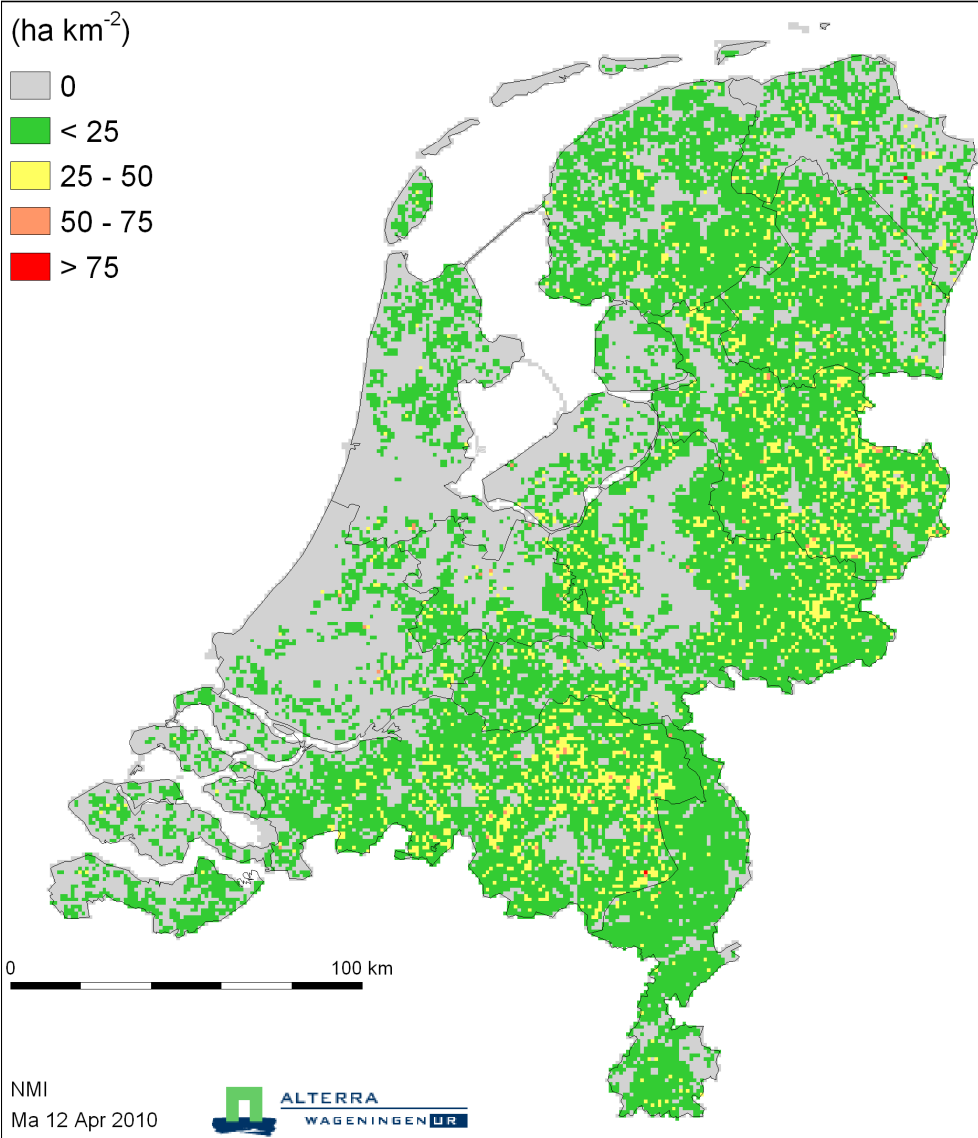 (ha km-2)
0
< 25
25 - 50
50 - 75
> 75
0 100 km
NMI
Ma 12 Apr 2010
ALTERRA
WAGENINGEN UR